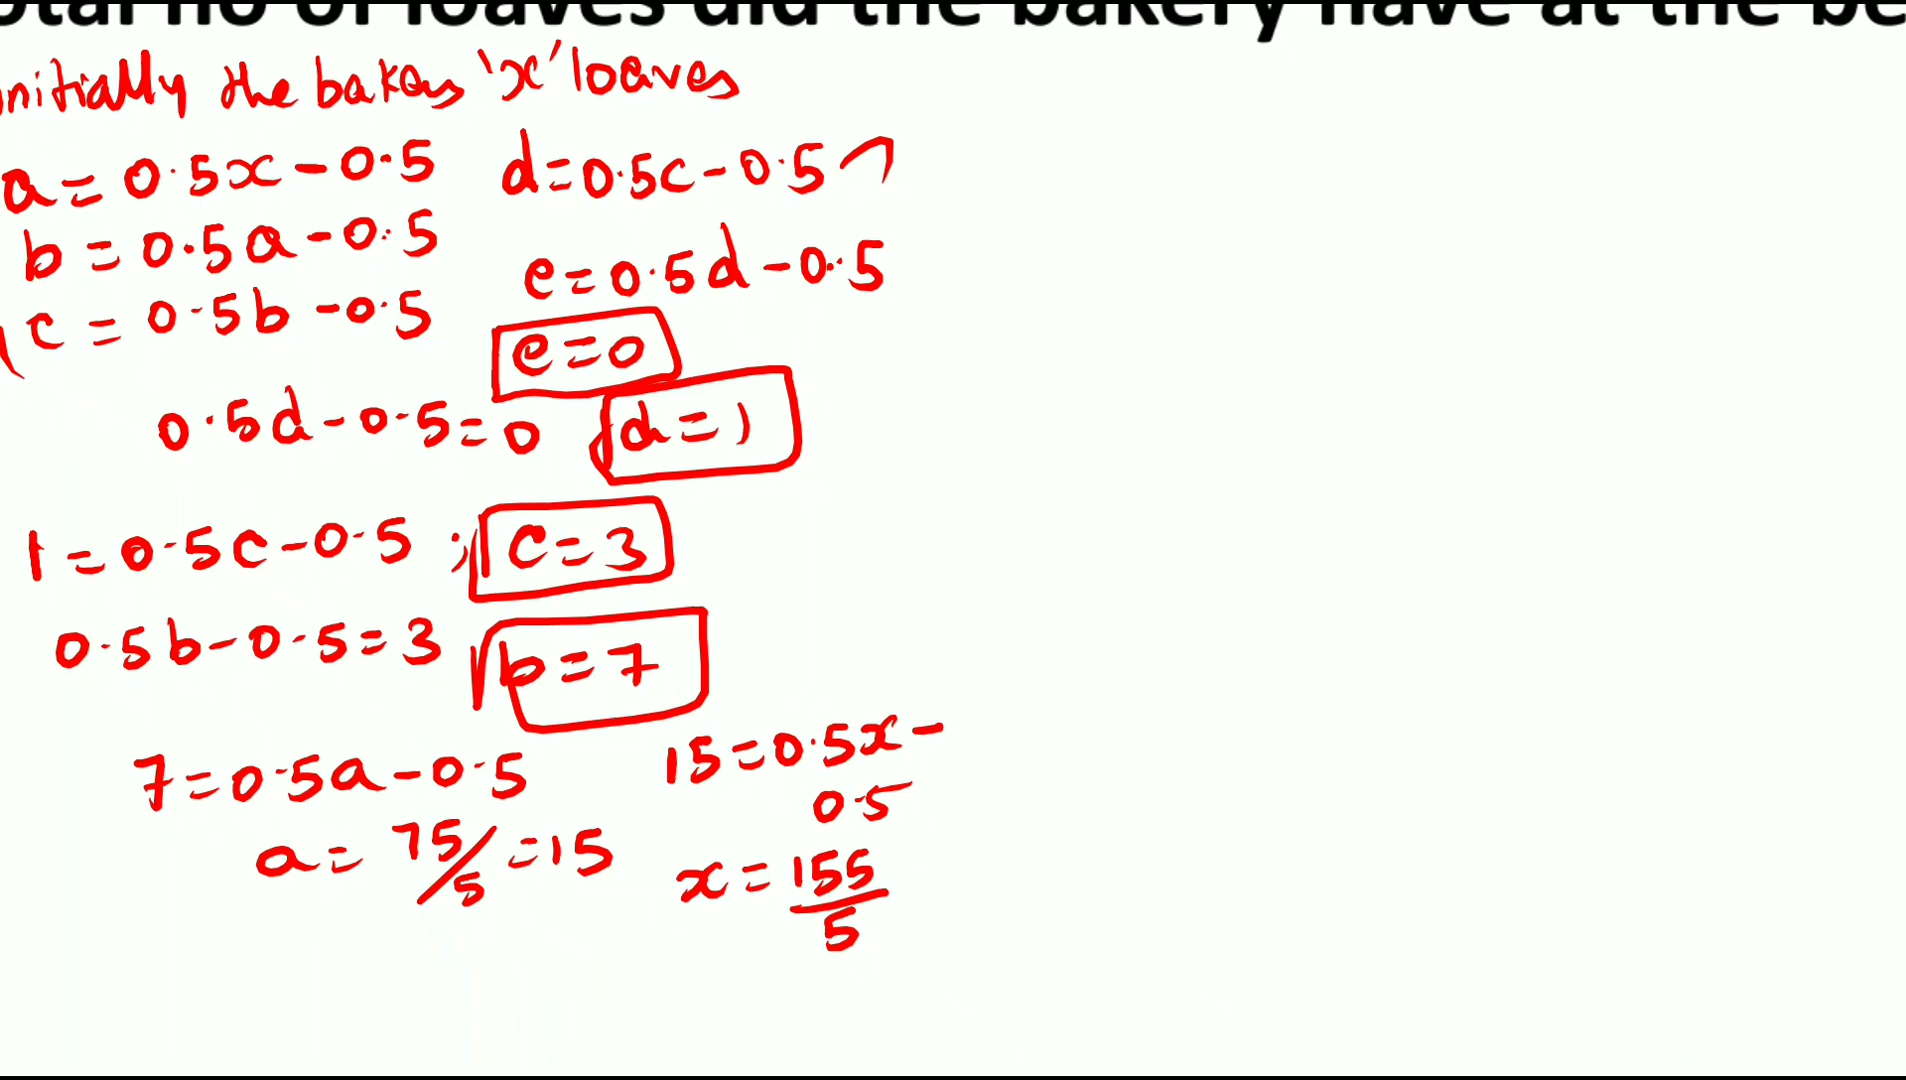 otal no of loaves did the bakery have at the be
initially the bakery 'x' loaves
a = 0.5x - 0.5
b = 0.5a - 0.5
c = 0.5b - 0.5
d = 0.5c - 0.5
e = 0.5d - 0.5
e = 0
0.5d - 0.5 = 0 d = 1
1 = 0.5c - 0.5 ; c = 3
0.5b - 0.5 = 3 b = 7
7 = 0.5a - 0.5
a = 75/5 = 15
15 = 0.5x -
0.5
x = 155
5